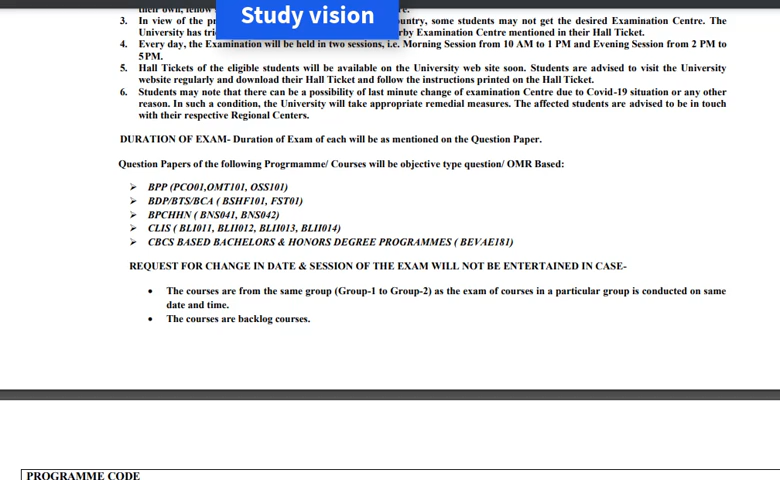 their own, fellow
re.
Study vision
3. In view of the pr
ountry, some students may not get the desired Examination Centre. The
University has tri
rby Examination Centre mentioned in their Hall Ticket.
4. Every day, the Examination will be held in two sessions, i.e. Morning Session from 10 AM to 1 PM and Evening Session from 2 PM to
5PM.
5. Hall Tickets of the eligible students will be available on the University web site soon. Students are advised to visit the University
website regularly and download their Hall Ticket and follow the instructions printed on the Hall Ticket.
6. Students may note that there can be a possibility of last minute change of examination Centre due to Covid-19 situation or any other
reason. In such a condition, the University will take appropriate remedial measures. The affected students are advised to be in touch
with their respective Regional Centers.
DURATION OF EXAM- Duration of Exam of each will be as mentioned on the Question Paper.
Question Papers of the following Progrmamme/ Courses will be objective type question/ OMR Based:
➢ BPP (PCO01,OMT101, OSS101)
➢ BDP/BTS/BCA ( BSHF101, FST01)
➢ BPCHHN ( BNS041, BNS042)
➢ CLIS ( BLI011, BLII012, BLII013, BLII014)
➢ CBCS BASED BACHELORS & HONORS DEGREE PROGRAMMES ( BEVAE181)
REQUEST FOR CHANGE IN DATE & SESSION OF THE EXAM WILL NOT BE ENTERTAINED IN CASE-
• The courses are from the same group (Group-1 to Group-2) as the exam of courses in a particular group is conducted on same
date and time.
• The courses are backlog courses.
PROGRAMME CODE